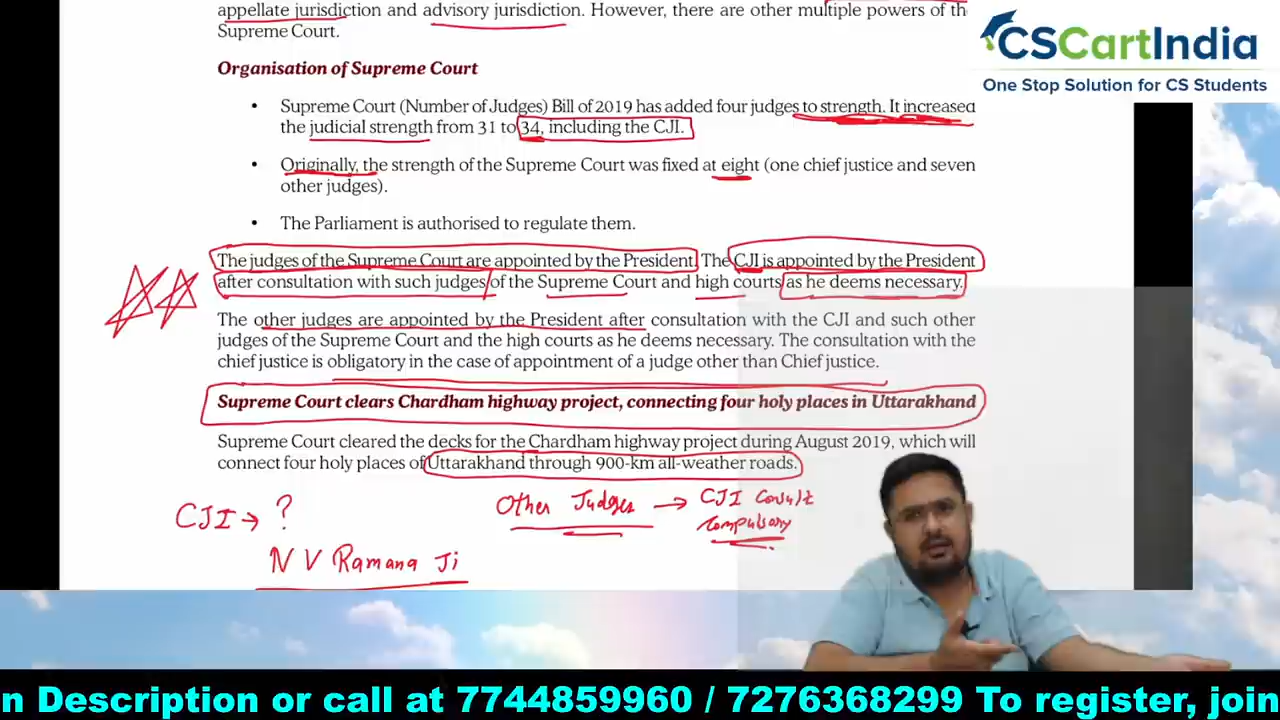 appellate jurisdiction and advisory jurisdiction. However, there are other multiple powers of the
Supreme Court.
CSCartIndia
One Stop Solution for CS Students
Organisation of Supreme Court
• Supreme Court (Number of Judges) Bill of 2019 has added four judges to strength. It increased
the judicial strength from 31 to 34, including the CJI.
• Originally, the strength of the Supreme Court was fixed at eight (one chief justice and seven
other judges).
• The Parliament is authorised to regulate them.
The judges of the Supreme Court are appointed by the President. The CJI is appointed by the President
after consultation with such judges of the Supreme Court and high courts as he deems necessary.
The other judges are appointed by the President after consultation with the CJI and such other
judges of the Supreme Court and the high courts as he deems necessary. The consultation with the
chief justice is obligatory in the case of appointment of a judge other than Chief justice.
Supreme Court clears Chardham highway project, connecting four holy places in Uttarakhand
Supreme Court cleared the decks for the Chardham highway project during August 2019, which will
connect four holy places of Uttarakhand through 900-km all-weather roads.
CJI → ?
N V Ramana Ji
Other Judges → CJI Consult
Compulsary
n Description or call at 7744859960 / 7276368299 To register, join